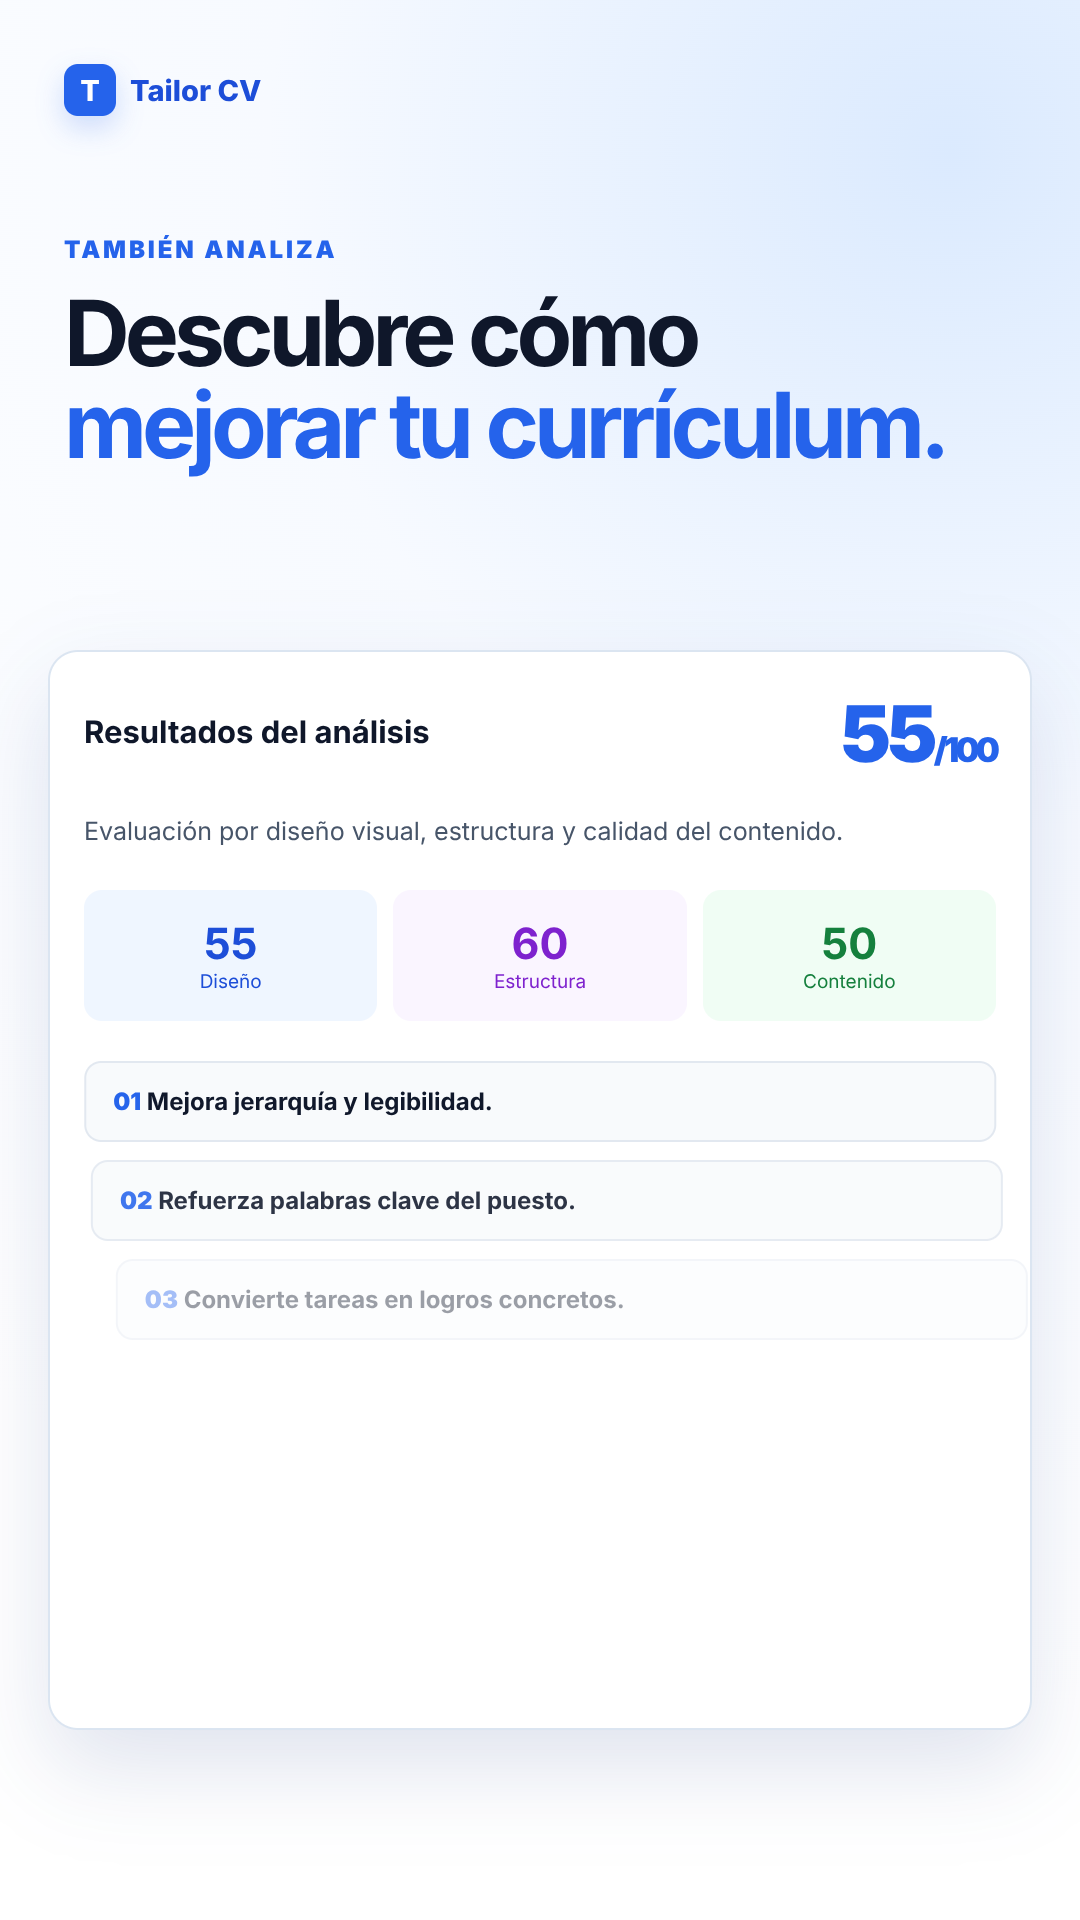 T Tailor CV
TAMBIÉN ANALIZA
Descubre cómo
mejorar tu currículum.
Resultados del análisis 55/100
Evaluación por diseño visual, estructura y calidad del contenido.
55 60 50
Diseño Estructura Contenido
01 Mejora jerarquía y legibilidad.
02 Refuerza palabras clave del puesto.
03 Convierte tareas en logros concretos.